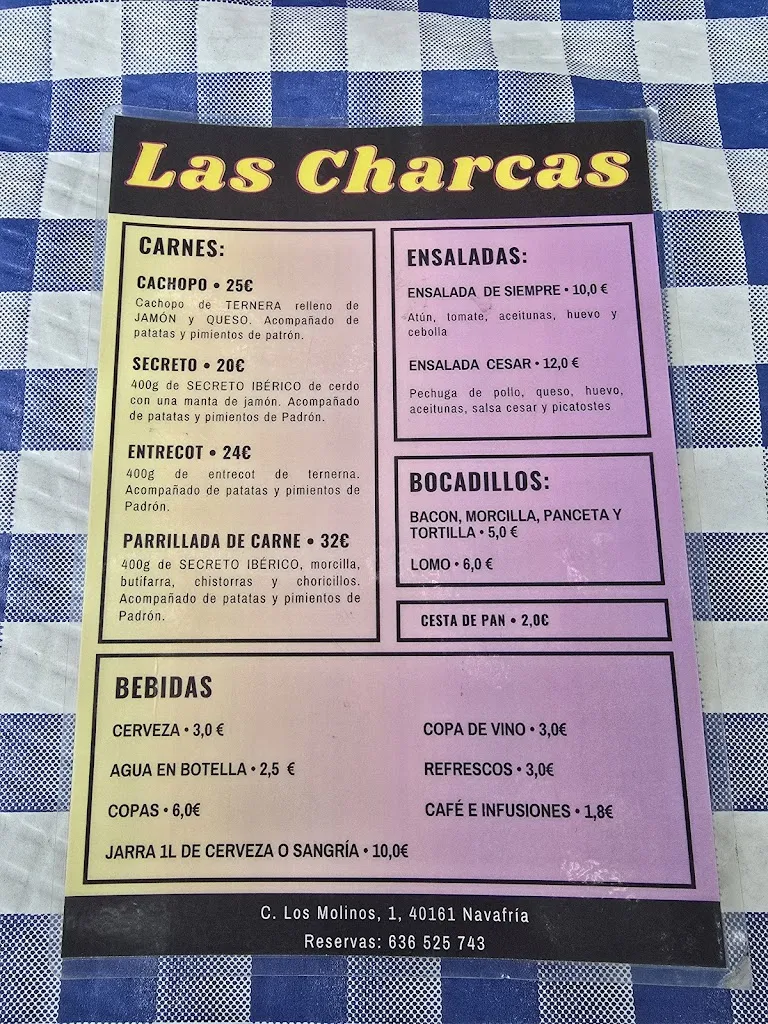 Las Charcas
CARNES:
CACHOPO • 25€
Cachopo de TERNERA relleno de
JAMÓN y QUESO. Acompañado de
patatas y pimientos de patrón.
SECRETO • 20€
400g de SECRETO IBÉRICO de cerdo
con una manta de jamón. Acompañado
de patatas y pimientos de Padrón.
ENTRECOT • 24€
400g de entrecot de ternerna.
Acompañado de patatas y pimientos de
Padrón.
PARRILLADA DE CARNE • 32€
400g de SECRETO IBÉRICO, morcilla,
butifarra, chistorras y choricillos.
Acompañado de patatas y pimientos de
Padrón.
ENSALADAS:
ENSALADA DE SIEMPRE • 10,0 €
Atún, tomate, aceitunas, huevo y
cebolla
ENSALADA CESAR • 12,0 €
Pechuga de pollo, queso, huevo,
aceitunas, salsa cesar y picatostes
BOCADILLOS:
BACON, MORCILLA, PANCETA Y
TORTILLA • 5,0 €
LOMO • 6,0 €
CESTA DE PAN • 2,0€
BEBIDAS
CERVEZA • 3,0 €
AGUA EN BOTELLA • 2,5 €
COPAS • 6,0€
JARRA 1L DE CERVEZA O SANGRÍA • 10,0€
COPA DE VINO • 3,0€
REFRESCOS • 3,0€
CAFÉ E INFUSIONES • 1,8€
C. Los Molinos, 1, 40161 Navafría
Reservas: 636 525 743